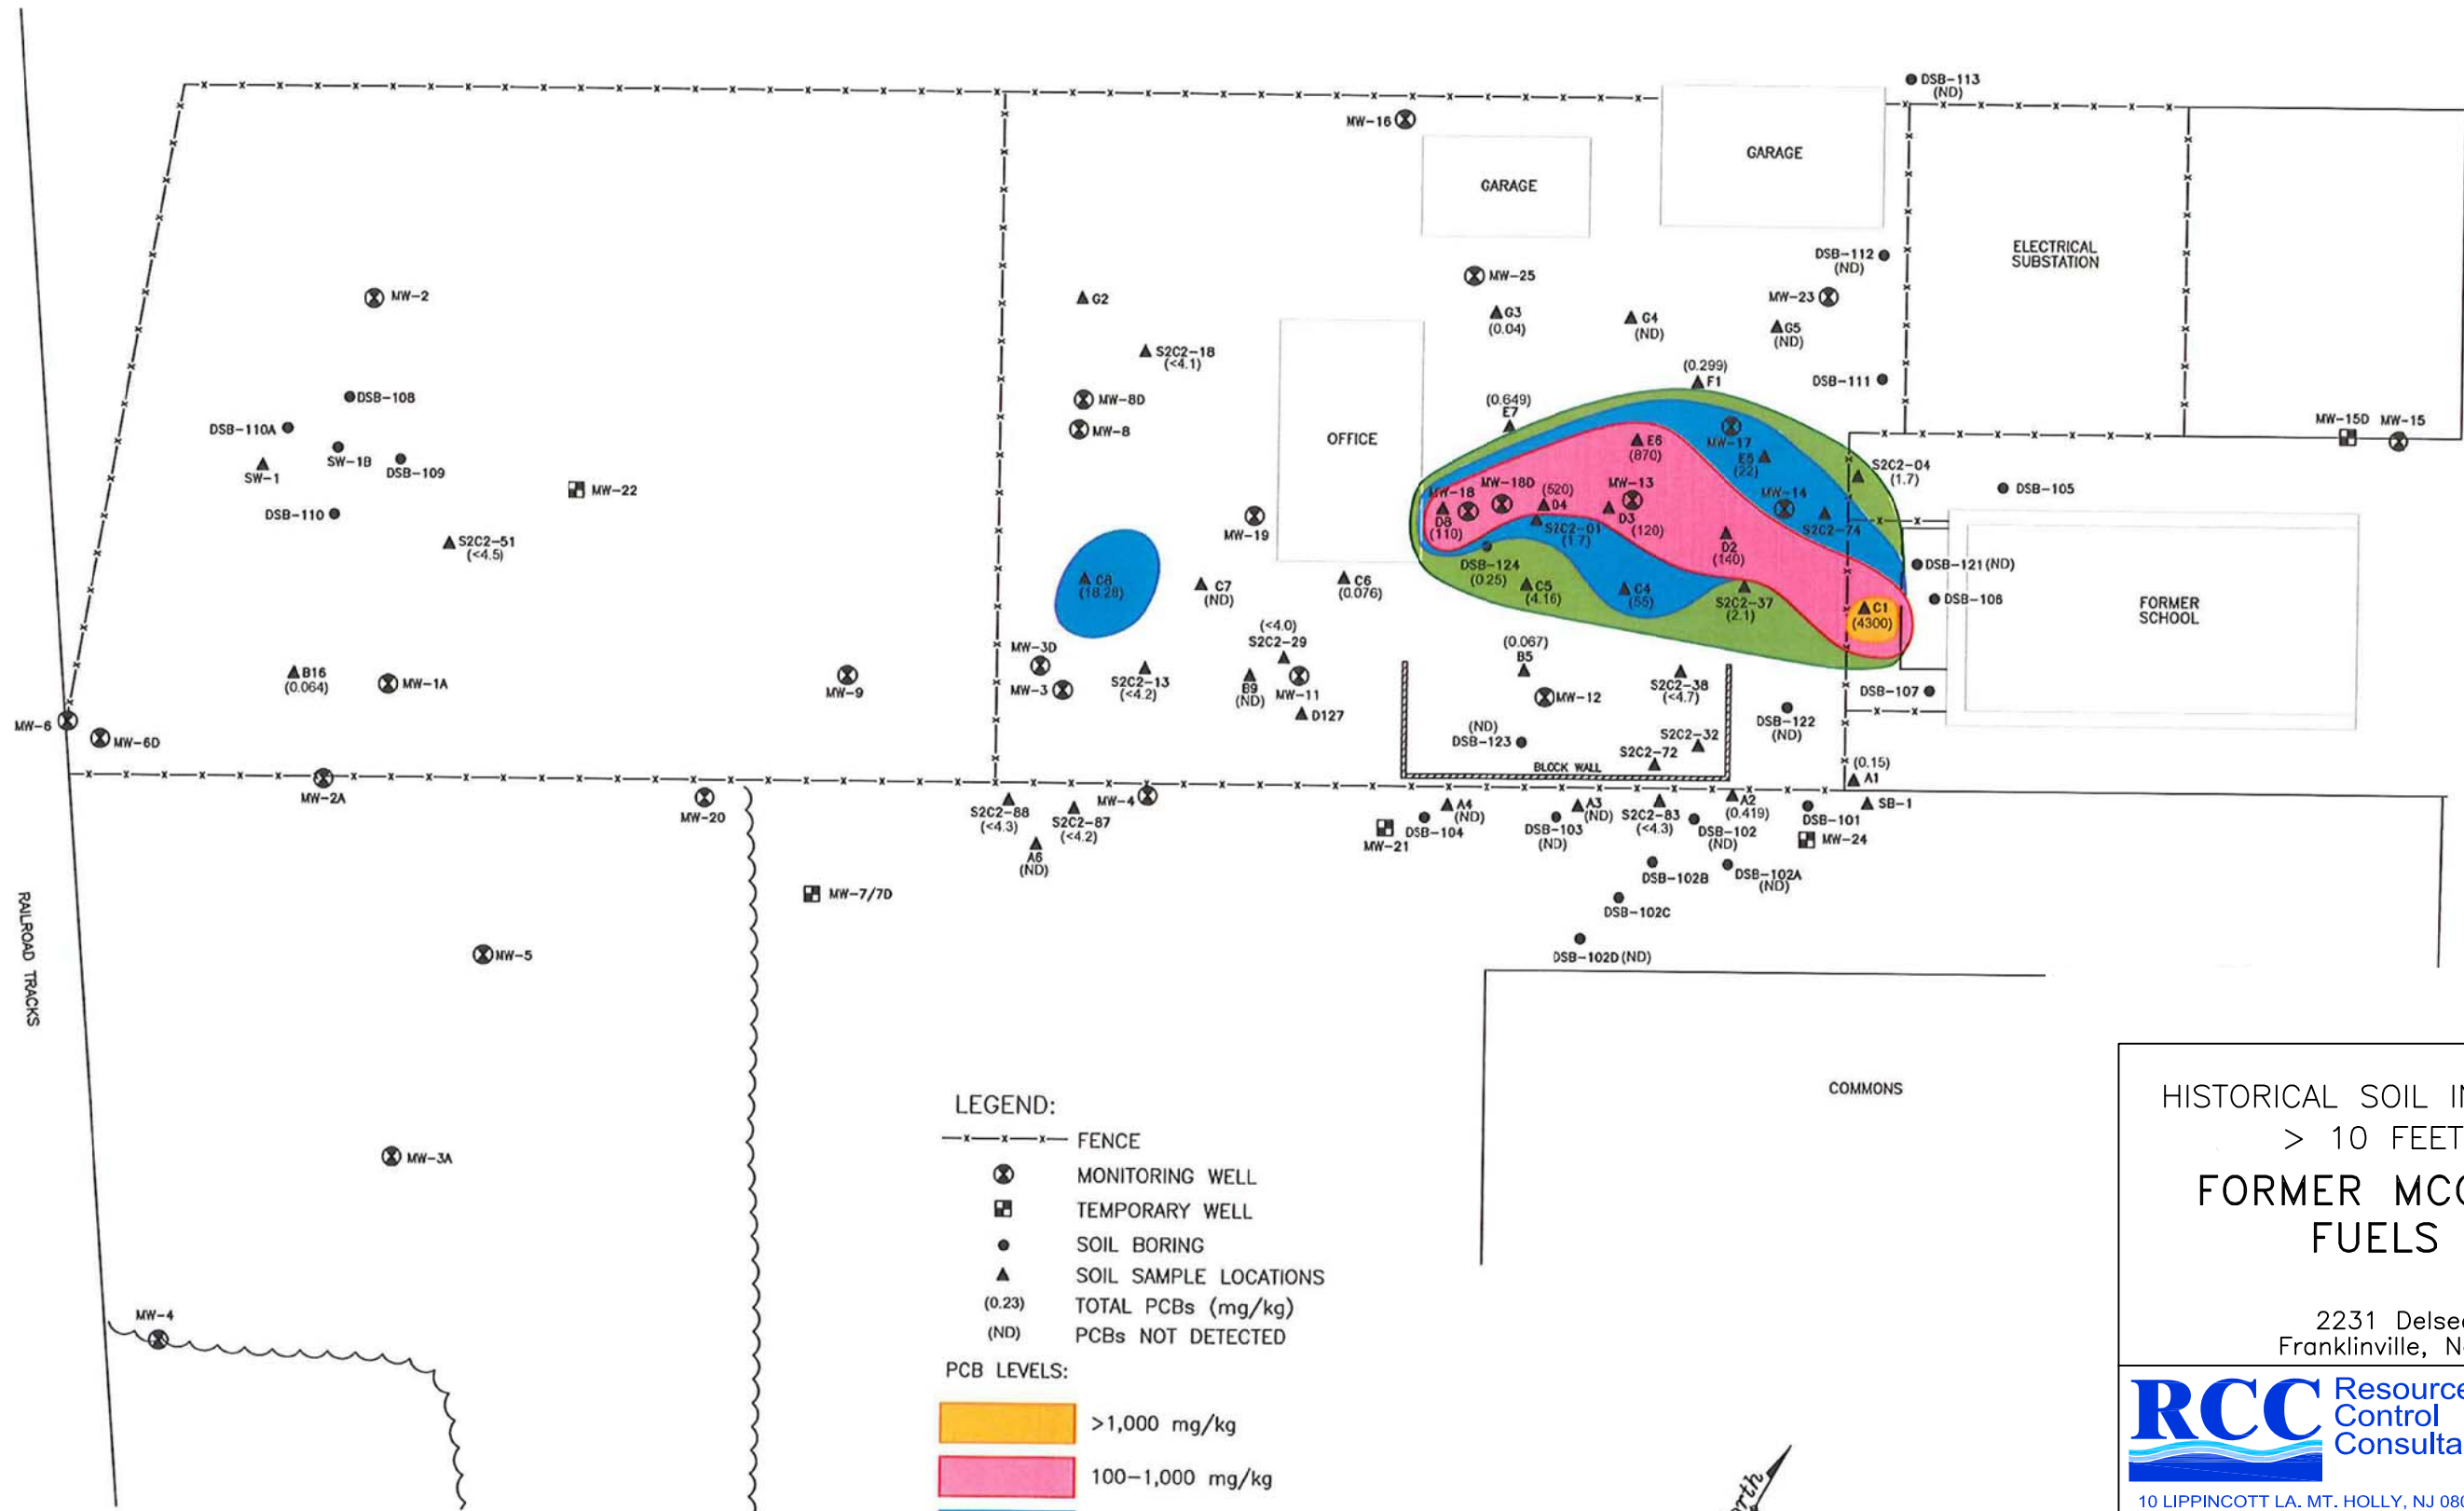 DSB-113
(ND)
MW-16
GARAGE
GARAGE
ELECTRICAL
SUBSTATION
DSB-112
(ND)
MW-25
MW-23
MW-2
G2
G3
(0.04)
G4
(ND)
G5
(ND)
S2C2-18
(<4.1)
(0.299)
F1
DSB-111
DSB-108
MW-8D
(0.649)
E7
DSB-110A
MW-8
OFFICE
E6
(870)
MW-17
E5
(22)
MW-15D
MW-15
SW-1B
DSB-109
SW-1
S2C2-04
(1.7)
MW-22
MW-18
MW-18D
(520)
D4
MW-13
MW-14
DSB-105
DSB-110
MW-19
D8
(110)
S2C2-01
(1.7)
D3
(120)
S2C2-74
S2C2-51
(<4.5)
D2
(140)
DSB-124
(0.25)
DSB-121(ND)
C8
(18.28)
C7
(ND)
C6
(0.076)
C5
(4.16)
C4
(55)
S2C2-37
(2.1)
C1
(4300)
DSB-106
FORMER
SCHOOL
(<4.0)
S2C2-29
(0.067)
B5
MW-3D
B16
(0.064)
MW-1A
MW-9
MW-3
S2C2-13
(<4.2)
B9
(ND)
MW-11
D127
MW-12
S2C2-38
(<4.7)
DSB-107
DSB-122
(ND)
MW-6
MW-6D
(ND)
DSB-123
S2C2-32
S2C2-72
BLOCK WALL
(0.15)
A1
MW-2A
MW-20
S2C2-88
(<4.3)
S2C2-87
(<4.2)
MW-4
A4
(ND)
A3
(ND)
A2
(0.419)
SB-1
A6
(ND)
MW-21
DSB-104
DSB-103
(ND)
S2C2-83
(<4.3)
DSB-102
(ND)
DSB-101
MW-24
DSB-102B
DSB-102A
(ND)
MW-7/7D
DSB-102C
DSB-102D(ND)
RAILROAD TRACKS
MW-5
COMMONS
MW-3A
MW-4
LEGEND:
FENCE
MONITORING WELL
TEMPORARY WELL
SOIL BORING
SOIL SAMPLE LOCATIONS
(0.23) TOTAL PCBs (mg/kg)
(ND) PCBs NOT DETECTED
PCB LEVELS:
>1,000 mg/kg
100-1,000 mg/kg
HISTORICAL SOIL
> 10 FEET
FORMER
FUELS
2231
Franklinville,
RCC
Resource
Control
10 LIPPINCOTT LA. MT. HOLLY, NJ